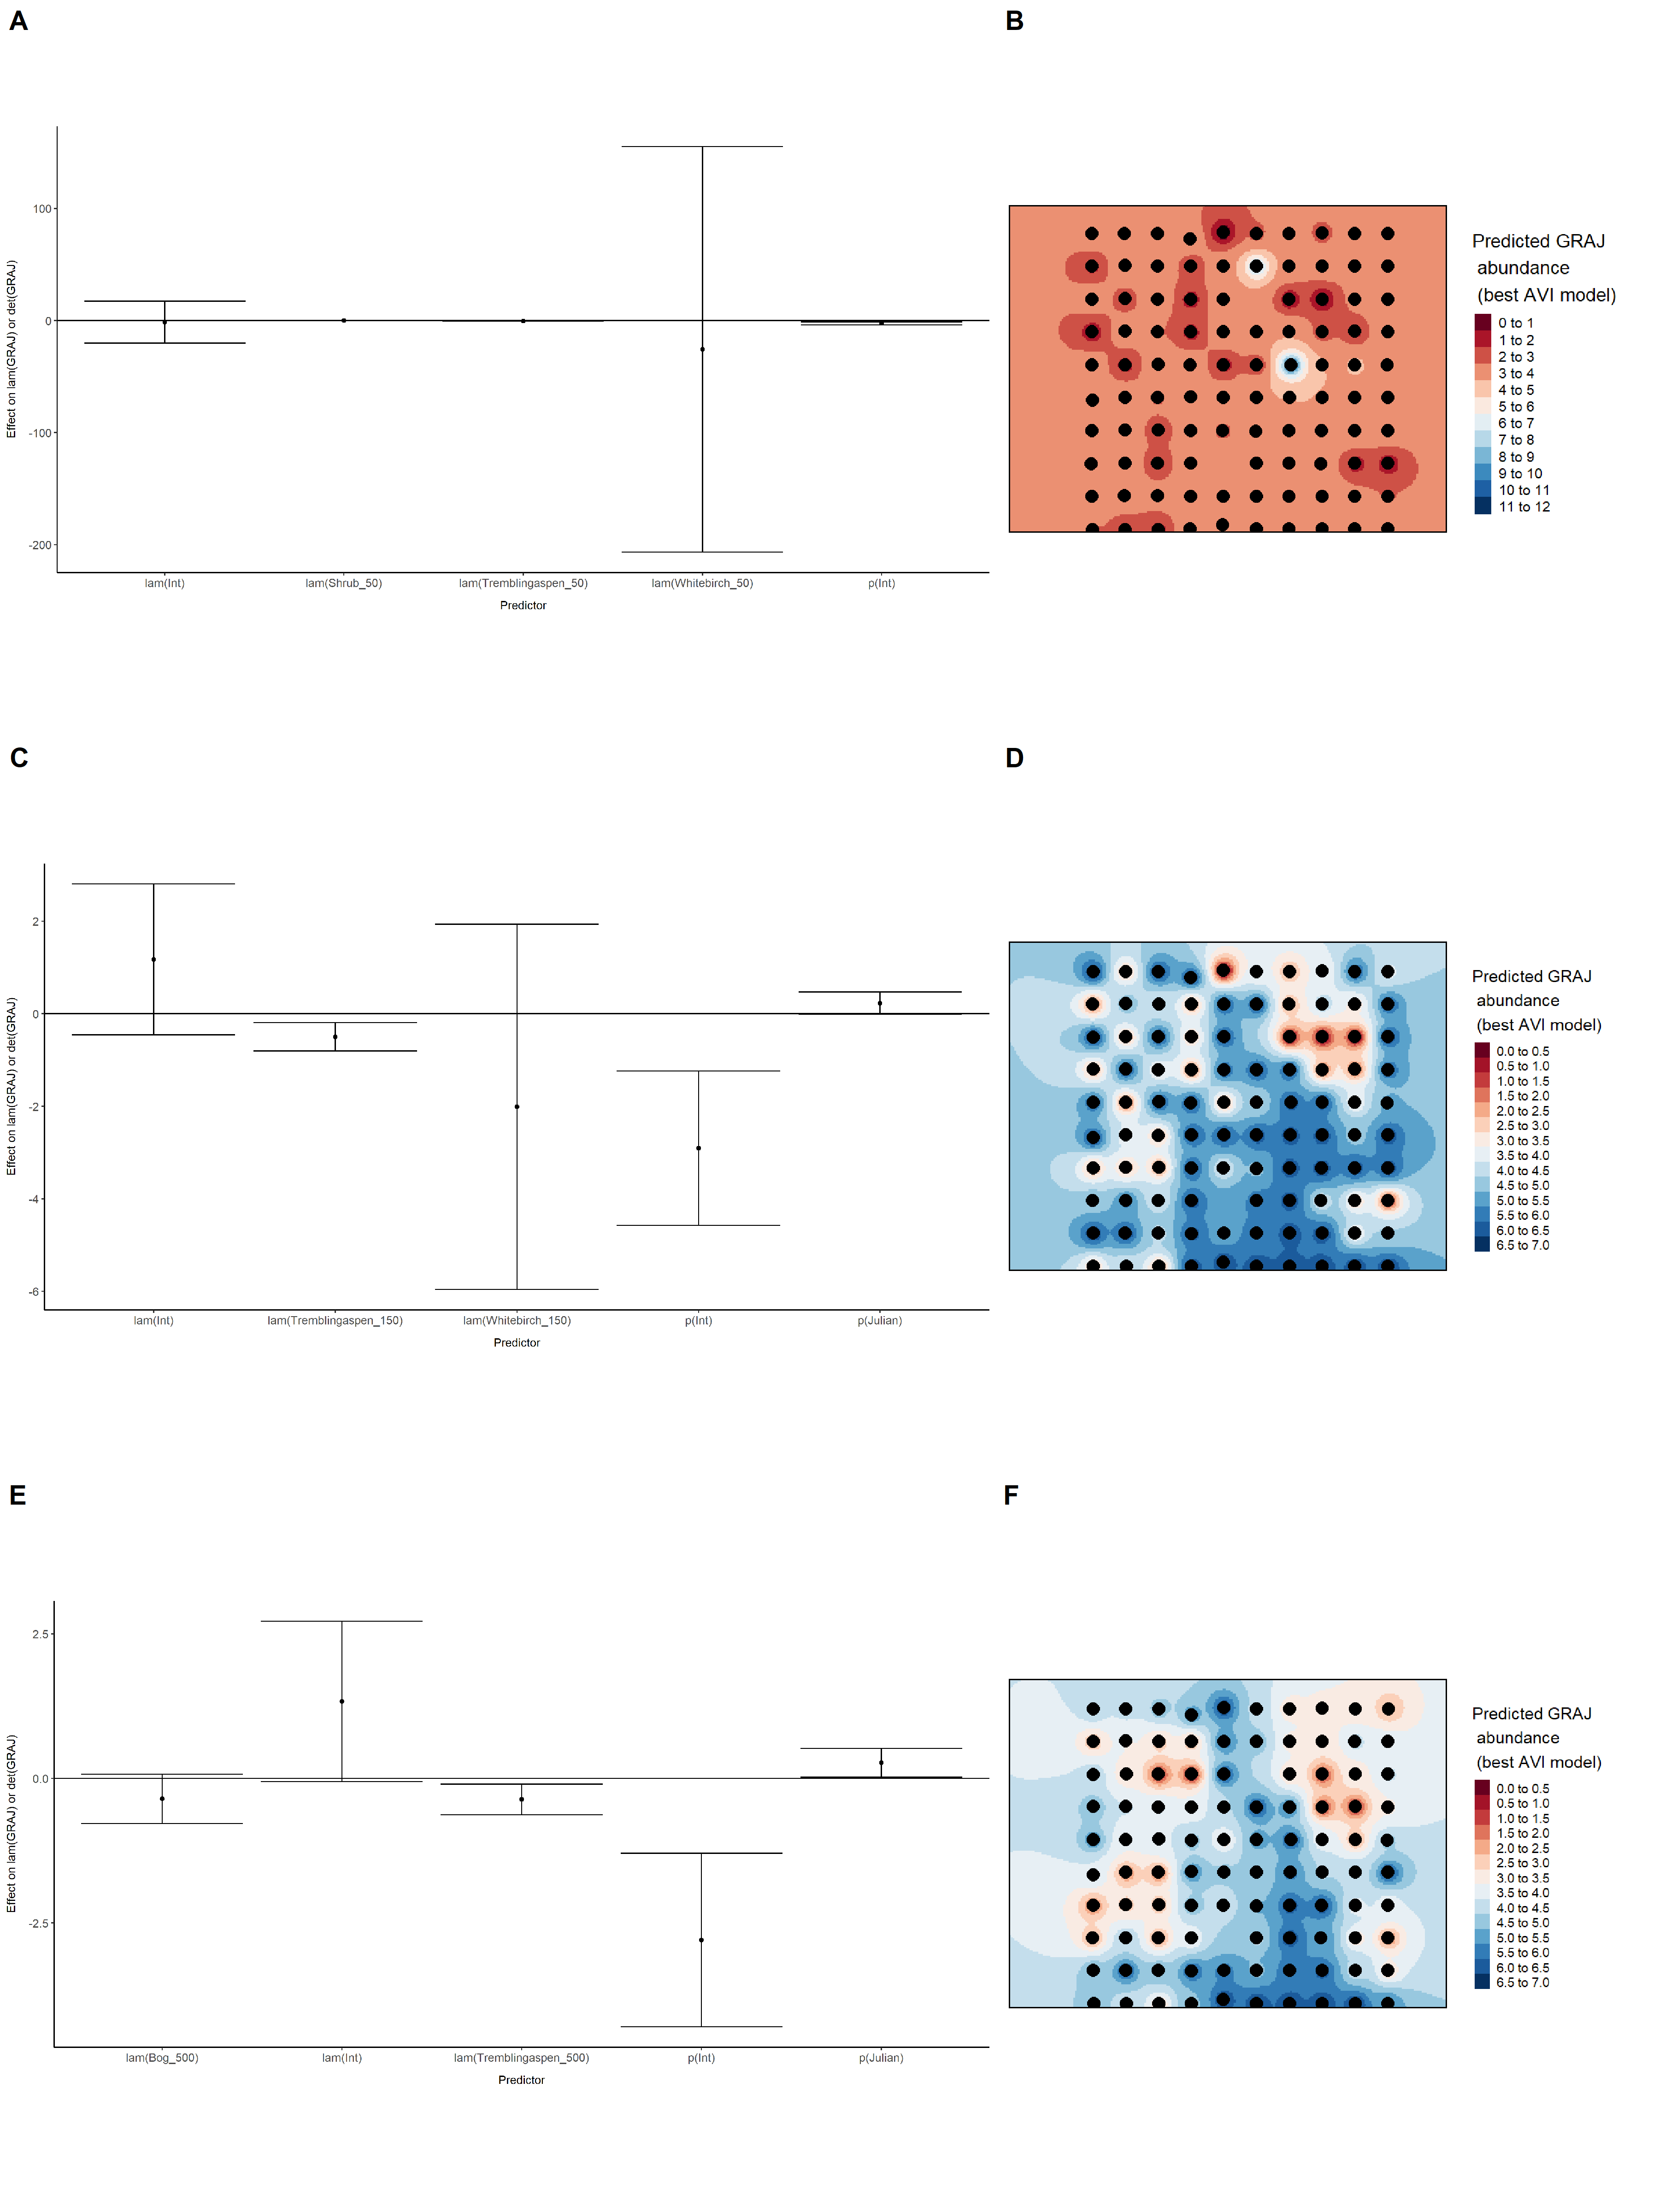 A
B
Effect on lam(GRAJ) or det(GRAJ)
100
0
-100
-200
lam(Int)
lam(Shrub_50)
lam(Tremblingaspen_50)
lam(Whitebirch_50)
p(Int)
Predictor
Predicted GRAJ
abundance
(best AVI model)
0 to 1
1 to 2
2 to 3
3 to 4
4 to 5
5 to 6
6 to 7
7 to 8
8 to 9
9 to 10
10 to 11
11 to 12
C
D
Effect on lam(GRAJ) or det(GRAJ)
2
0
-2
-4
-6
lam(Int)
lam(Tremblingaspen_150)
lam(Whitebirch_150)
p(Int)
p(Julian)
Predictor
Predicted GRAJ
abundance
(best AVI model)
0.0 to 0.5
0.5 to 1.0
1.0 to 1.5
1.5 to 2.0
2.0 to 2.5
2.5 to 3.0
3.0 to 3.5
3.5 to 4.0
4.0 to 4.5
4.5 to 5.0
5.0 to 5.5
5.5 to 6.0
6.0 to 6.5
6.5 to 7.0
E
F
Effect on lam(GRAJ) or det(GRAJ)
2.5
0.0
-2.5
lam(Bog_500)
lam(Int)
lam(Tremblingaspen_500)
p(Int)
p(Julian)
Predictor
Predicted GRAJ
abundance
(best AVI model)
0.0 to 0.5
0.5 to 1.0
1.0 to 1.5
1.5 to 2.0
2.0 to 2.5
2.5 to 3.0
3.0 to 3.5
3.5 to 4.0
4.0 to 4.5
4.5 to 5.0
5.0 to 5.5
5.5 to 6.0
6.0 to 6.5
6.5 to 7.0